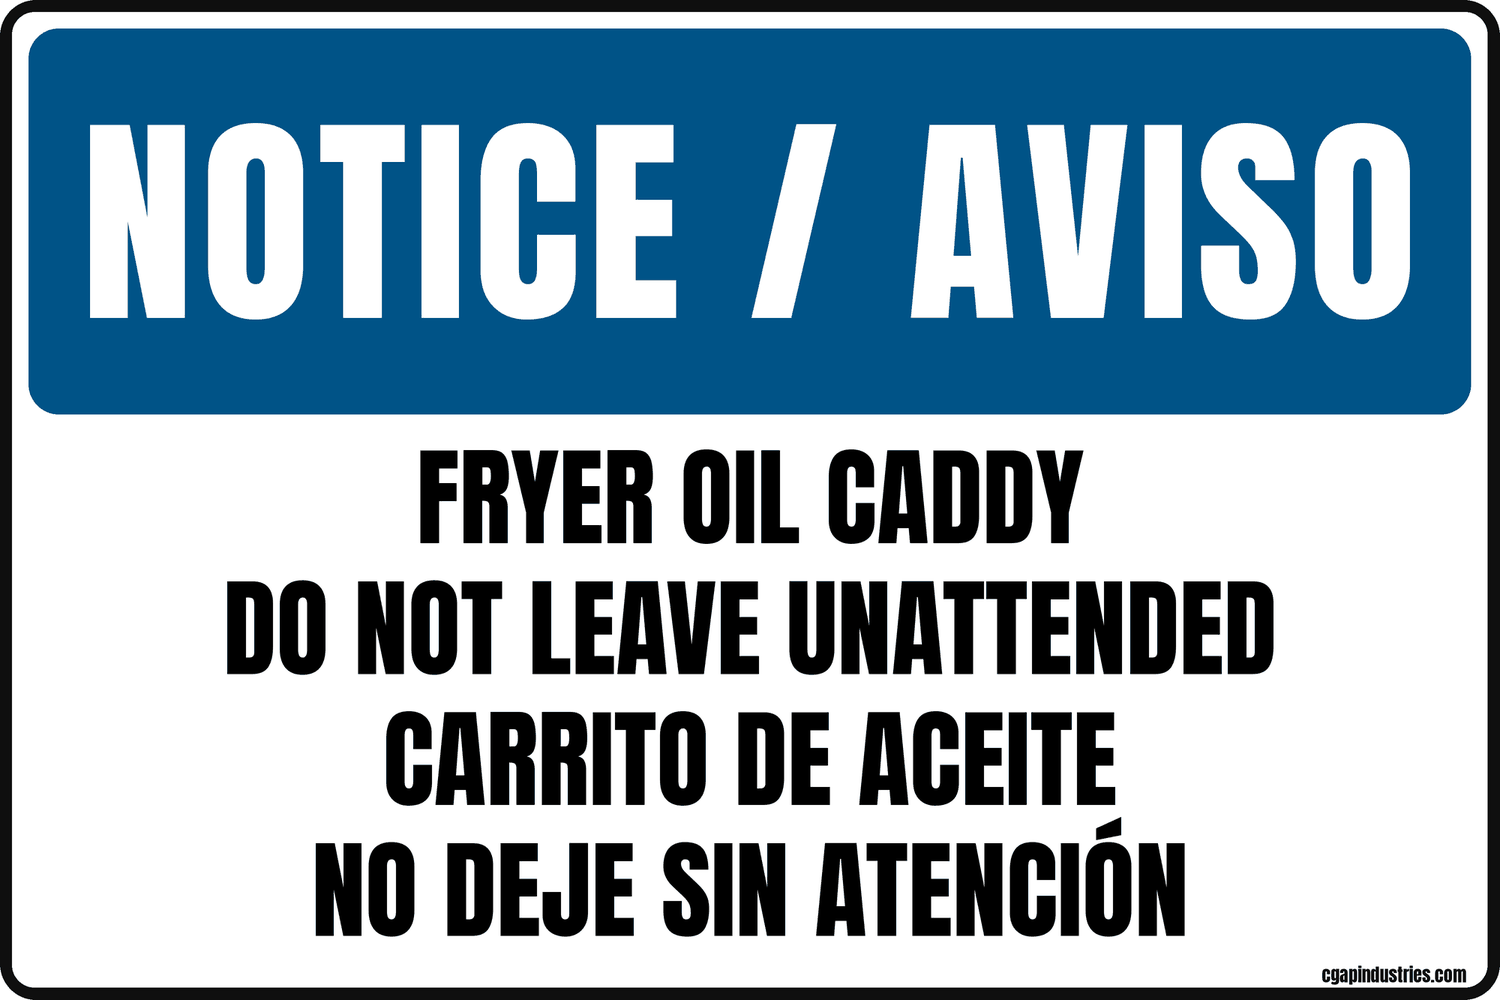 NOTICE / AVISO
FRYER OIL CADDY
DO NOT LEAVE UNATTENDED
CARRITO DE ACEITE
NO DEJE SIN ATENCIÓN
cgapindustries.com